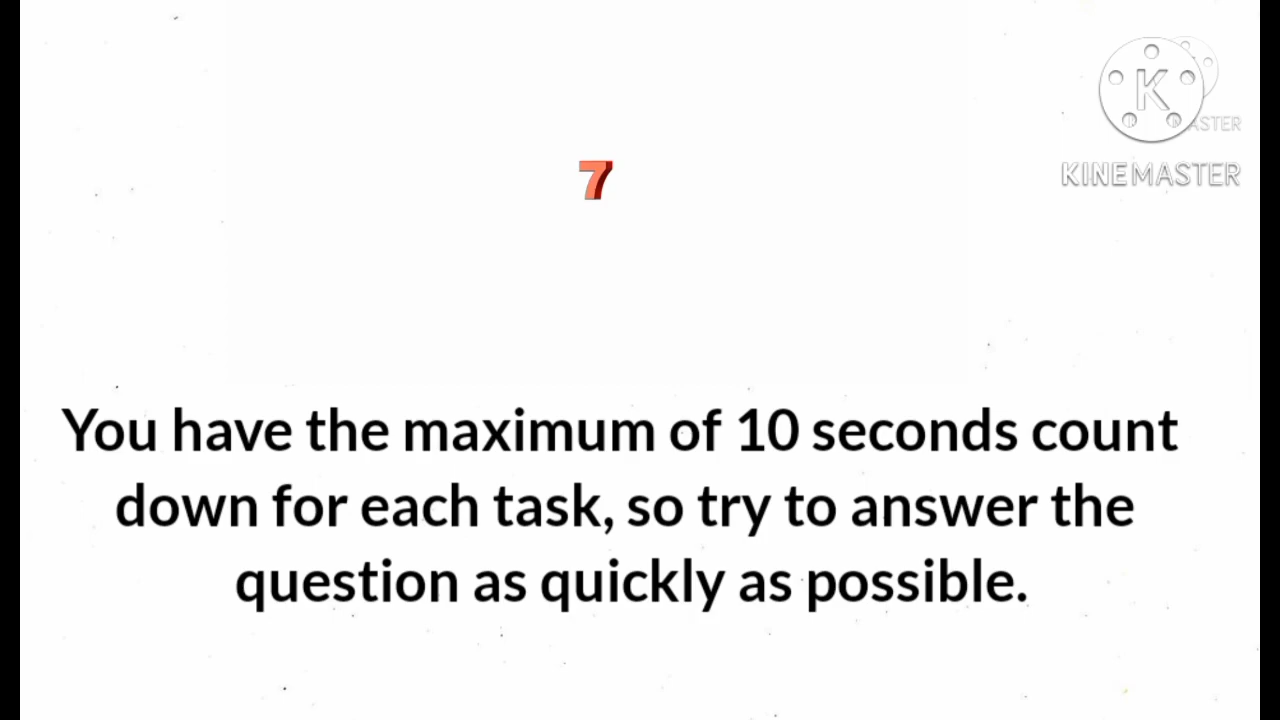 K
ASTER
KINEMASTER
7
You have the maximum of 10 seconds count
down for each task, so try to answer the
question as quickly as possible.